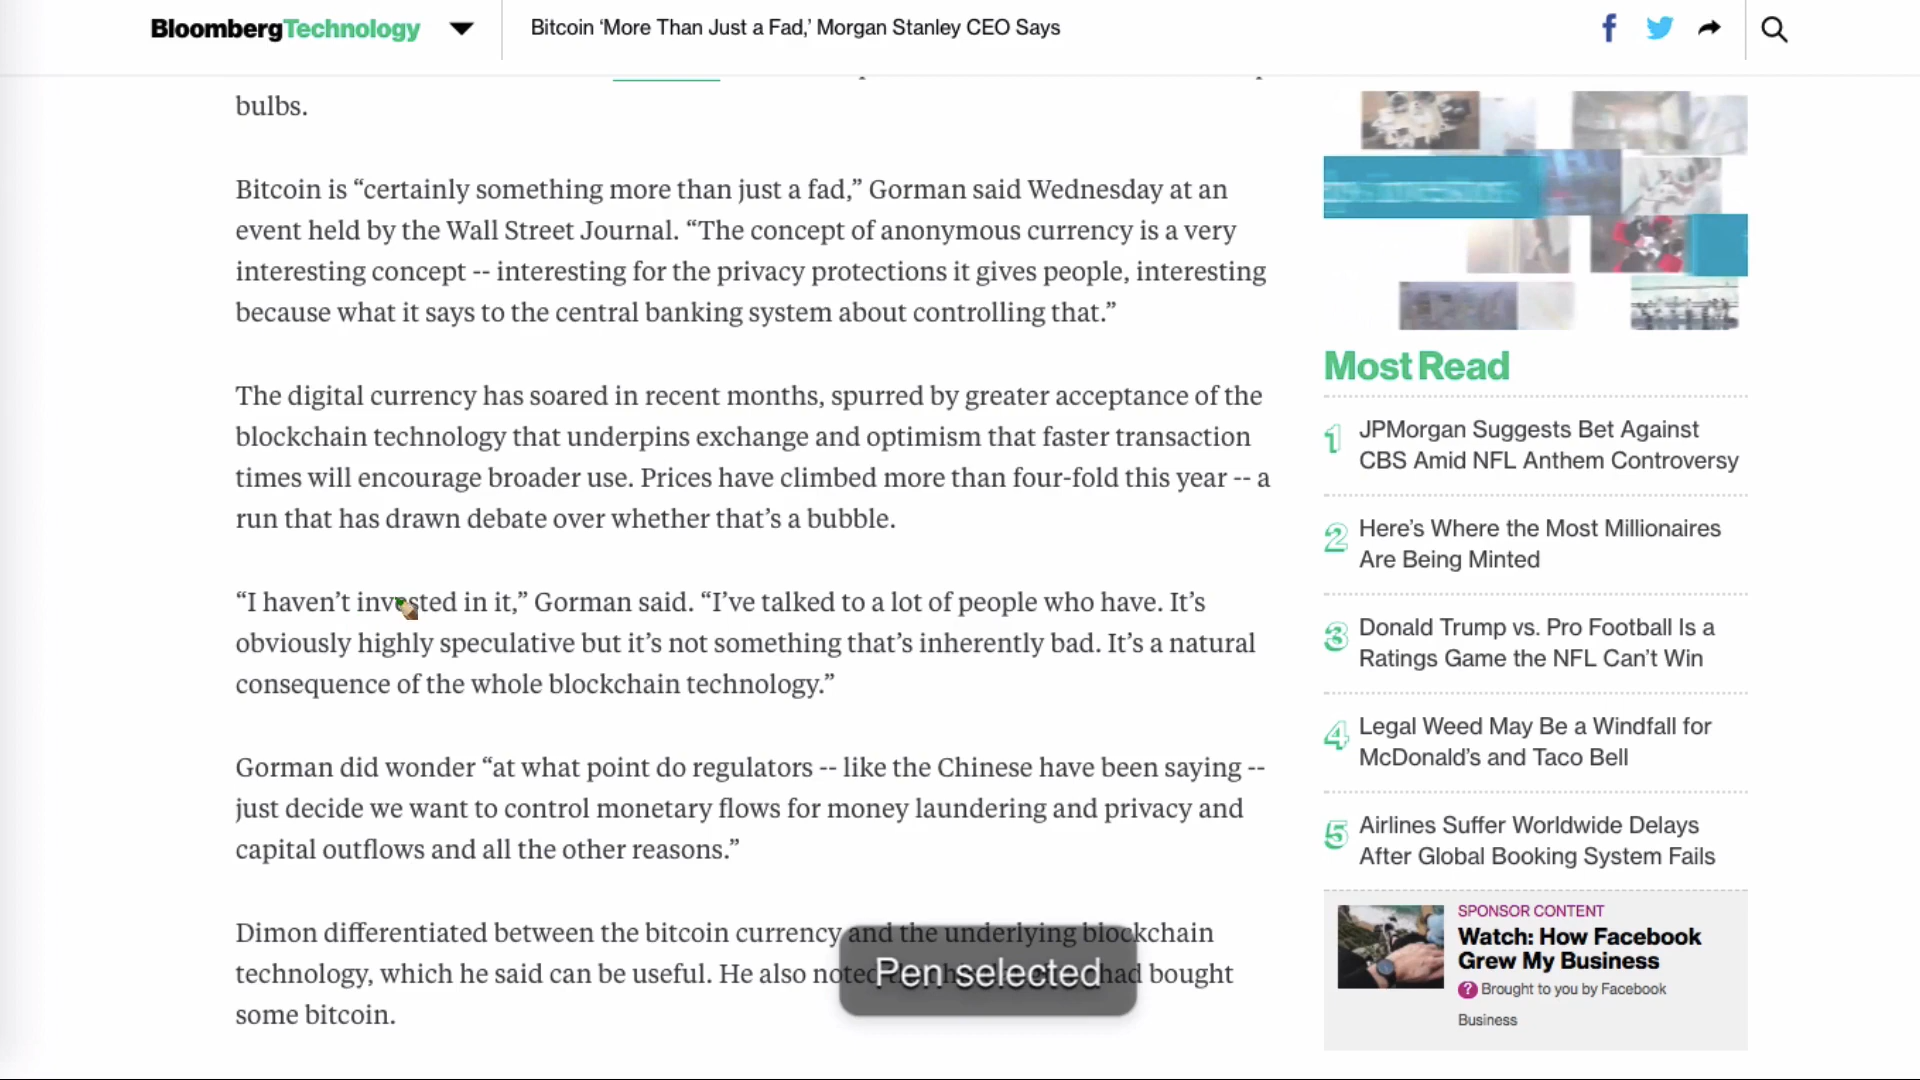 BloombergTechnology
Bitcoin ‘More Than Just a Fad,’ Morgan Stanley CEO Says
bulbs.
Bitcoin is “certainly something more than just a fad,” Gorman said Wednesday at an
event held by the Wall Street Journal. “The concept of anonymous currency is a very
interesting concept -- interesting for the privacy protections it gives people, interesting
because what it says to the central banking system about controlling that.”
The digital currency has soared in recent months, spurred by greater acceptance of the
blockchain technology that underpins exchange and optimism that faster transaction
times will encourage broader use. Prices have climbed more than four-fold this year -- a
run that has drawn debate over whether that’s a bubble.
“I haven’t invested in it,” Gorman said. “I’ve talked to a lot of people who have. It’s
obviously highly speculative but it’s not something that’s inherently bad. It’s a natural
consequence of the whole blockchain technology.”
Gorman did wonder “at what point do regulators -- like the Chinese have been saying --
just decide we want to control monetary flows for money laundering and privacy and
capital outflows and all the other reasons.”
Dimon differentiated between the bitcoin currency and the underlying blockchain
technology, which he said can be useful. He also noted had bought
some bitcoin.
Pen selected
Most Read
1 JPMorgan Suggests Bet Against
CBS Amid NFL Anthem Controversy
2 Here’s Where the Most Millionaires
Are Being Minted
3 Donald Trump vs. Pro Football Is a
Ratings Game the NFL Can’t Win
4 Legal Weed May Be a Windfall for
McDonald’s and Taco Bell
5 Airlines Suffer Worldwide Delays
After Global Booking System Fails
SPONSOR CONTENT
Watch: How Facebook
Grew My Business
? Brought to you by Facebook
Business